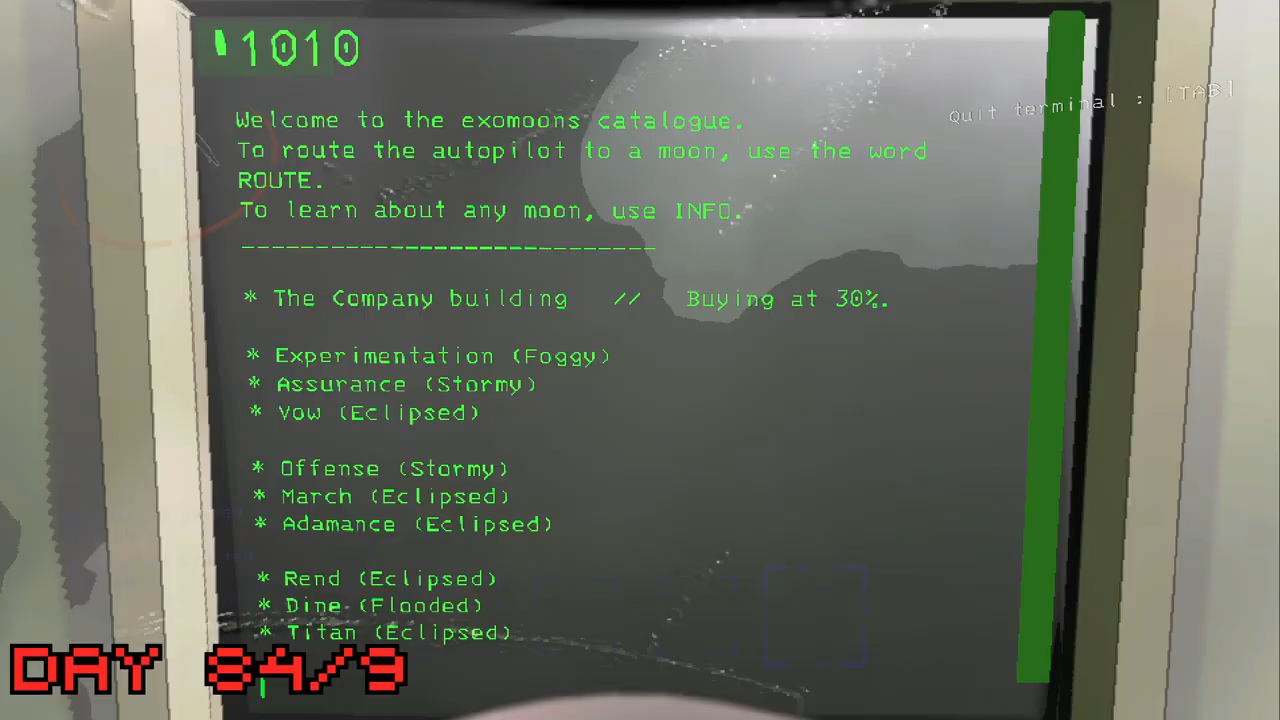 ▮1010
Quit terminal : [TAB]
Welcome to the exomoons catalogue.
To route the autopilot to a moon, use the word
ROUTE.
To learn about any moon, use INFO.
----------------------------
* The Company building // Buying at 30%.
* Experimentation (Foggy)
* Assurance (Stormy)
* Vow (Eclipsed)
* Offense (Stormy)
* March (Eclipsed)
* Adamance (Eclipsed)
* Rend (Eclipsed)
* Dine (Flooded)
* Titan (Eclipsed)
DAY 84/9